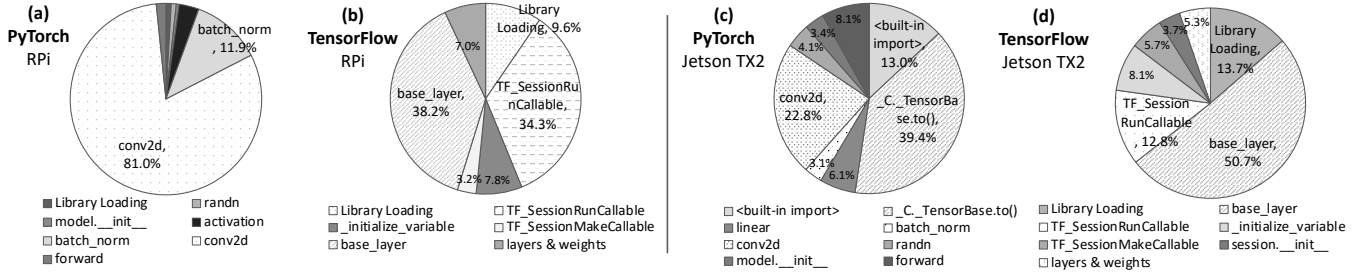 (a)
PyTorch
RPi
batch_norm
, 11.9%
conv2d,
81.0%
Library Loading
randn
model.__init__
activation
batch_norm
conv2d
forward
(b)
TensorFlow
RPi
Library
Loading, 9.6%
7.0%
base_layer,
38.2%
TF_SessionRu
nCallable,
34.3%
3.2%
7.8%
Library Loading
TF_SessionRunCallable
_initialize_variable
TF_SessionMakeCallable
base_layer
layers & weights
(c)
PyTorch
Jetson TX2
8.1%
3.4%
4.1%
<built-in
import>,
13.0%
conv2d,
22.8%
_C._TensorBa
se.to(),
39.4%
3.1%
6.1%
<built-in import>
_C._TensorBase.to()
linear
batch_norm
conv2d
randn
model.__init__
forward
(d)
TensorFlow
Jetson TX2
5.3%
3.7%
5.7%
8.1%
Library
Loading
13.7%
TF_Session
RunCallable
, 12.8%
base_layer,
50.7%
Library Loading
base_layer
TF_SessionRunCallable
_initialize_variable
TF_SessionMakeCallable
session.__init__
layers & weights